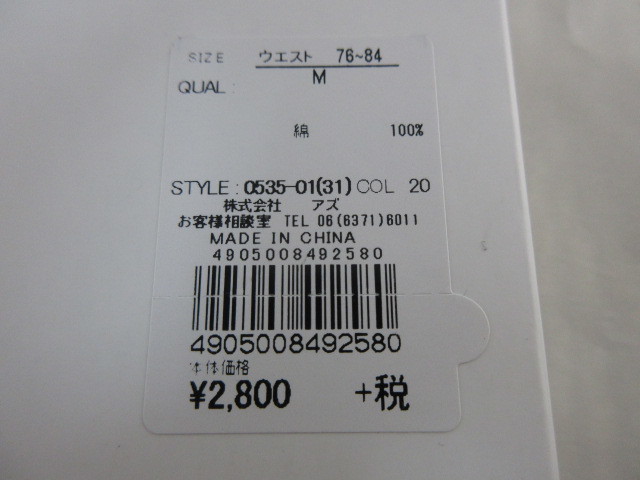 SIZE ウエスト 76~84
M
QUAL:
綿 100%
STYLE: 0535-01(31) COL 20
株式会社 アズ
お客様相談室 TEL 06(6371)6011
MADE IN CHINA
4905008492580
4905008492580
本体価格
¥2,800 +税